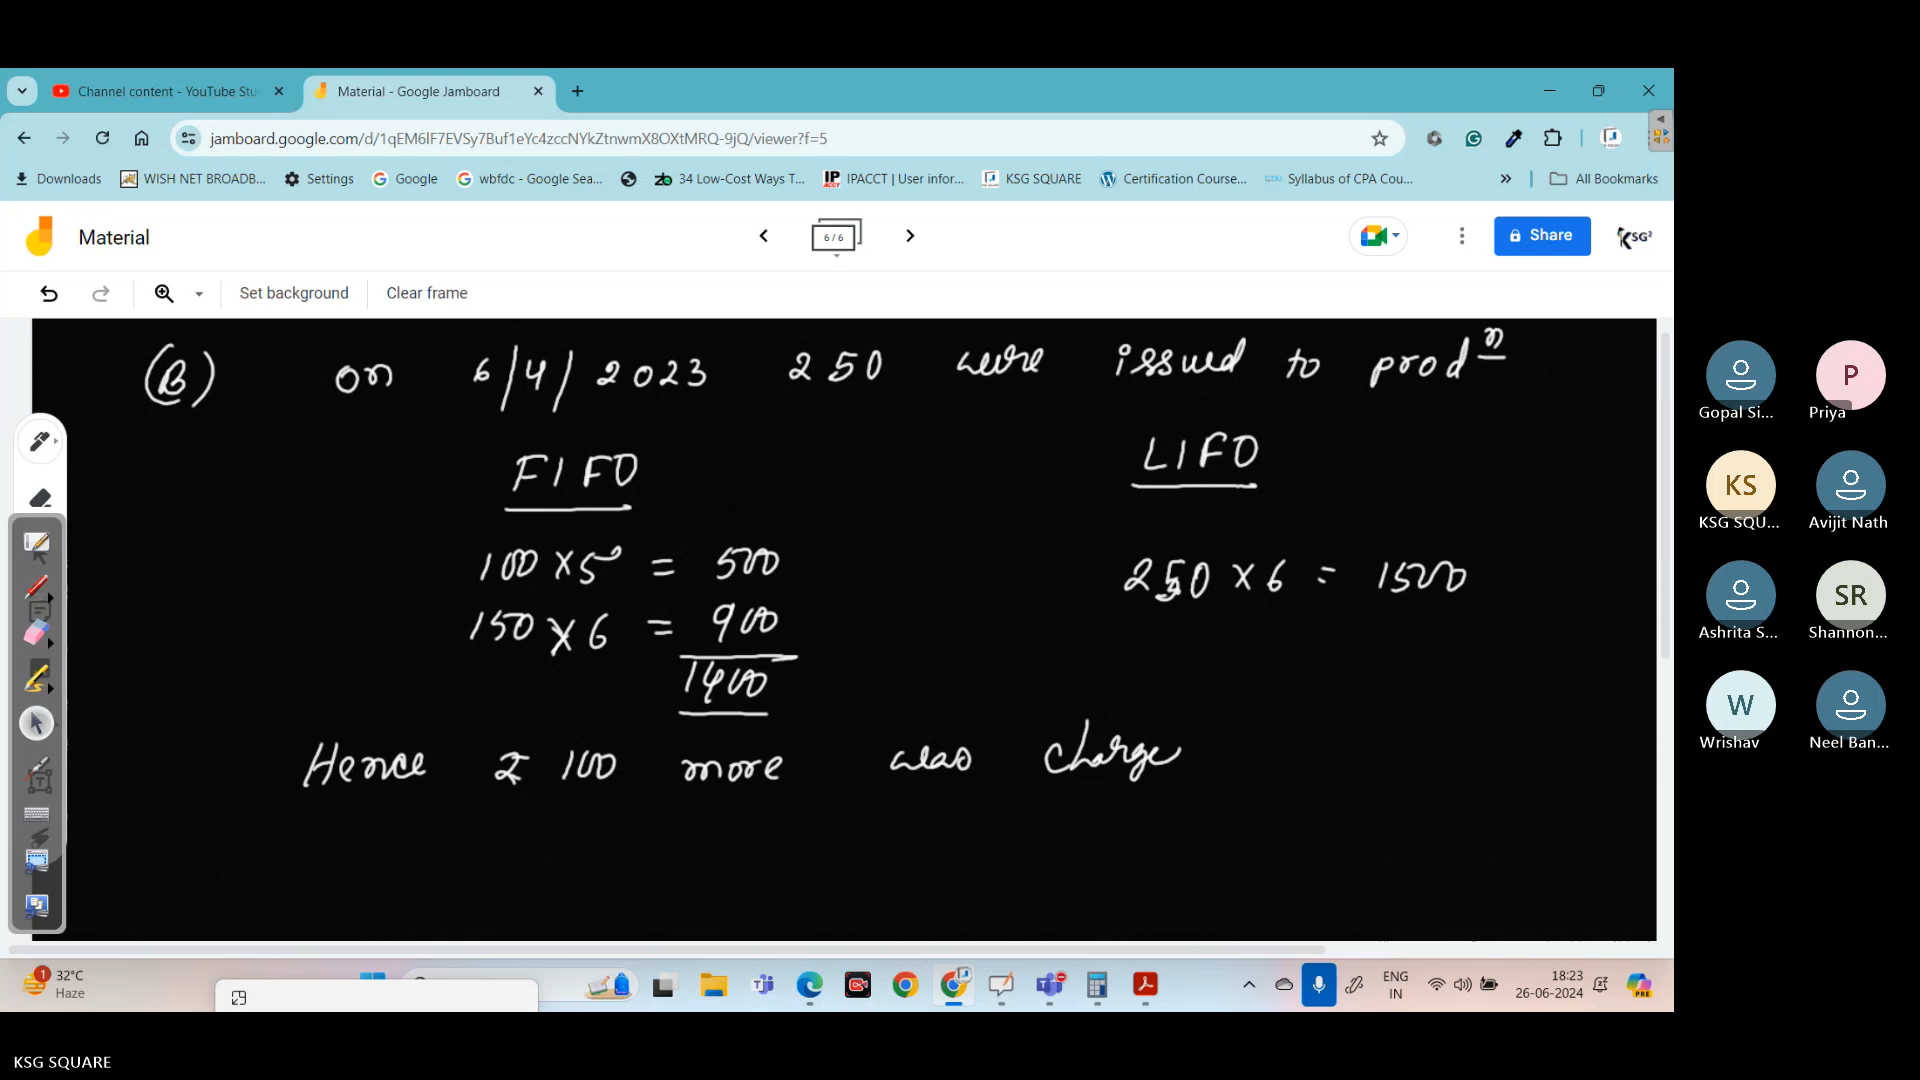 Channel content - YouTube Stu
Material - Google Jamboard
jamboard.google.com/d/1qEM6lF7EVSy7Buf1eYc4zccNYkZtnwmX8OXtMRQ-9jQ/viewer?f=5
Downloads WISH NET BROADB... Settings Google wbfdc - Google Sea... 34 Low-Cost Ways T... IPACCT | User infor... KSG SQUARE Certification Course... Syllabus of CPA Cou... » All Bookmarks
Material 6 / 6 Share KSG²
Set background Clear frame
(B) on 6/4/2023 250 were issued to prodⁿ
FIFO LIFO
100 × 5 = 500 250 × 6 = 1500
150 × 6 = 900
1400
Hence ₹ 100 more was charge
Gopal Si... P Priya
KS KSG SQU... Avijit Nath
Ashrita S... SR Shannon...
W Wrishav Neel Ban...
1 32°C
Haze
ENG
IN
18:23
26-06-2024
PRE
KSG SQUARE